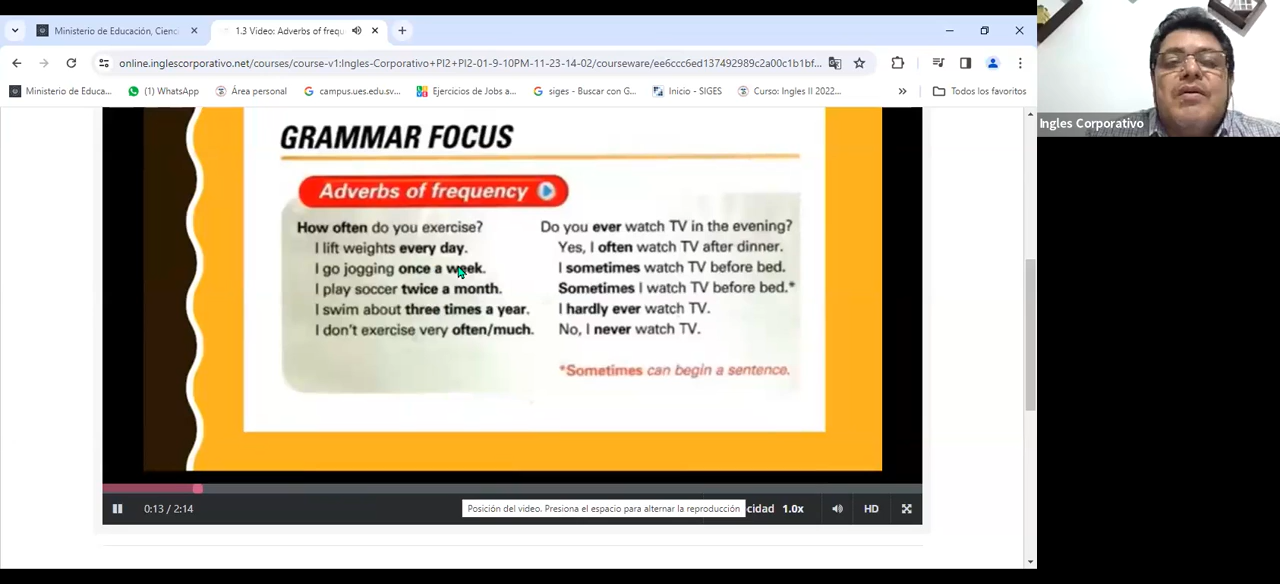 Ministerio de Educación, Cienc
1.3 Video: Adverbs of frequ
online.inglescorporativo.net/courses/course-v1:Ingles-Corporativo+PI2+PI2-01-9-10PM-11-23-14-02/courseware/ee6ccc6ed137492989c2a00c1b1bf...
Ministerio de Educa...
(1) WhatsApp
Área personal
campus.ues.edu.sv...
Ejercicios de Jobs a...
siges - Buscar con G...
Inicio - SIGES
Curso: Ingles II 2022...
»
Todos los favoritos
Ingles Corporativo
GRAMMAR FOCUS
Adverbs of frequency
How often do you exercise?
I lift weights every day.
I go jogging once a week.
I play soccer twice a month.
I swim about three times a year.
I don't exercise very often/much.
Do you ever watch TV in the evening?
Yes, I often watch TV after dinner.
I sometimes watch TV before bed.
Sometimes I watch TV before bed.*
I hardly ever watch TV.
No, I never watch TV.
*Sometimes can begin a sentence.
0:13 / 2:14
Posición del video. Presiona el espacio para alternar la reproducción
cidad 1.0x
HD